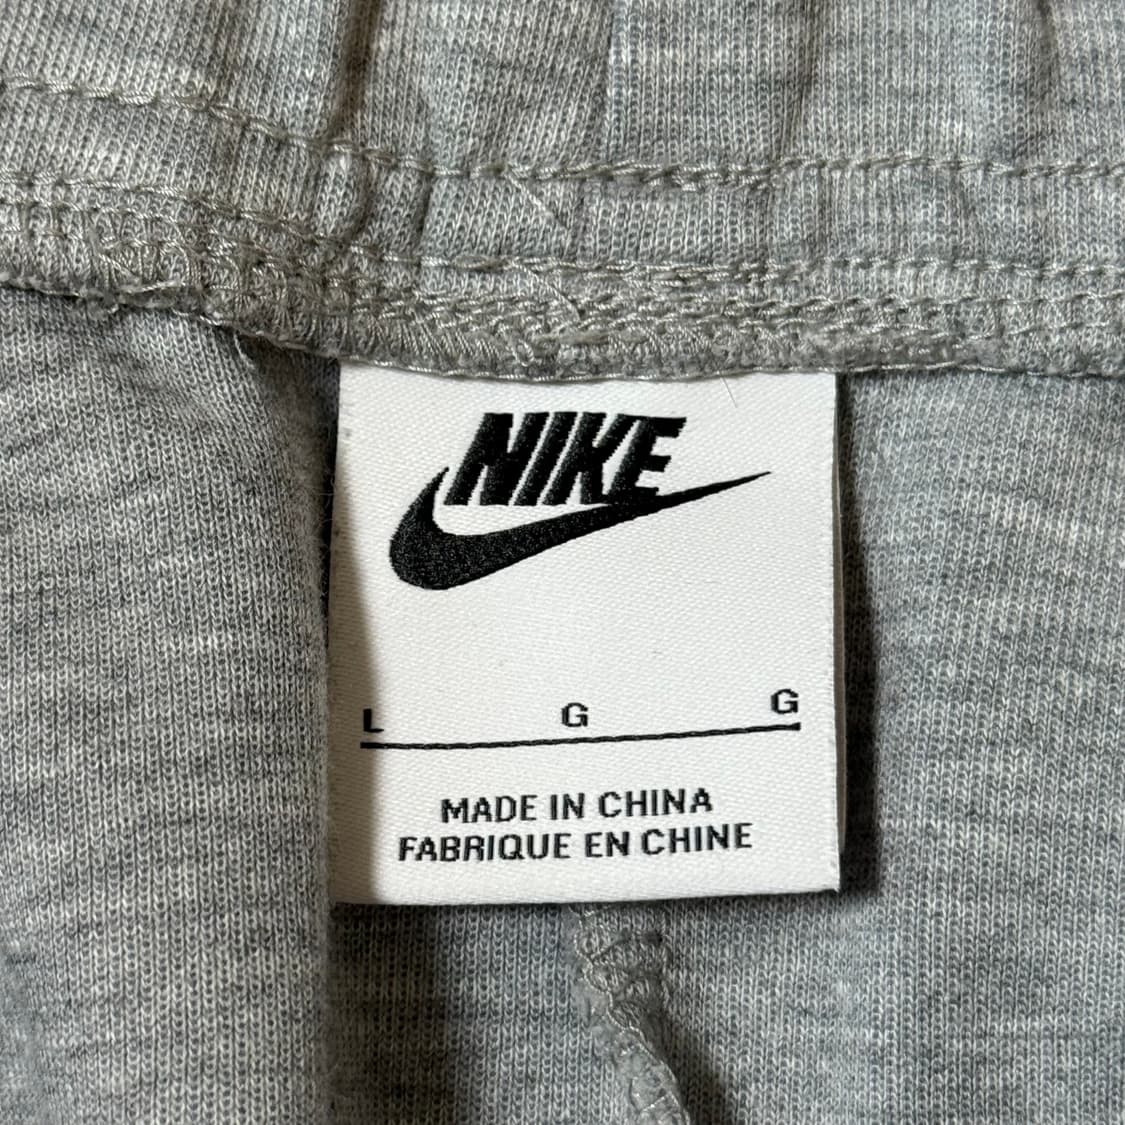 NIKE
L G G
MADE IN CHINA
FABRIQUE EN CHINE